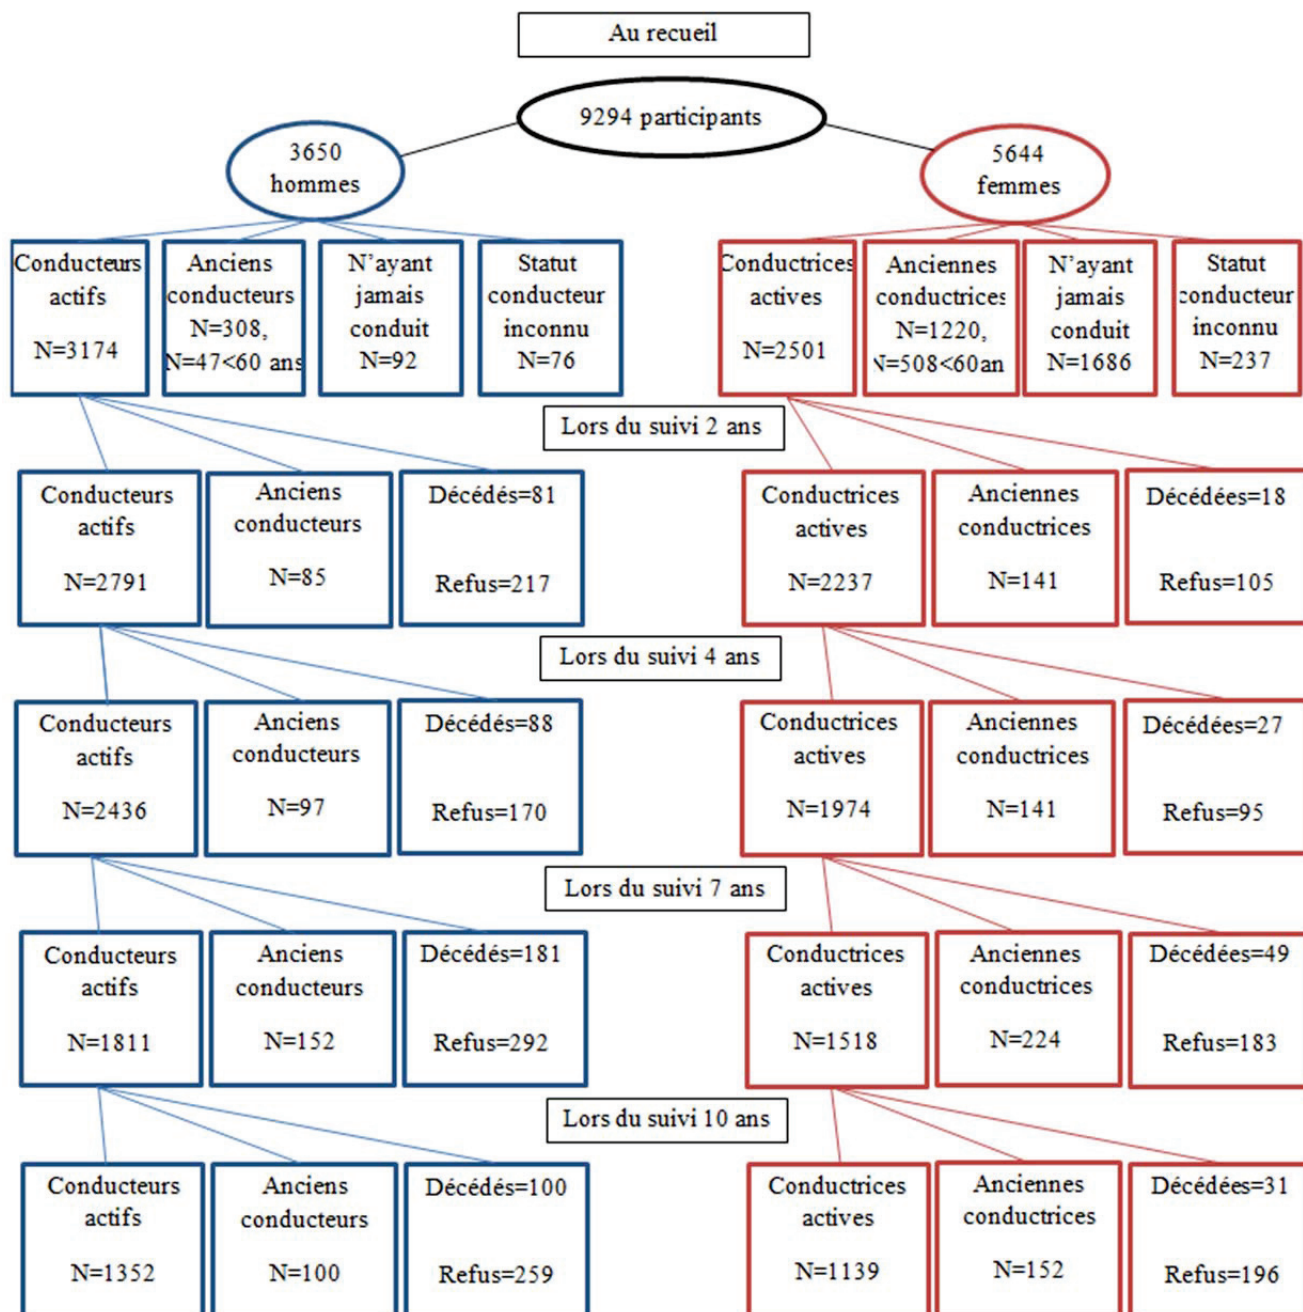 Au recueil
9294 participants
3650
hommes
5644
femmes
Conducteurs
actifs
N=3174
Anciens
conducteurs
N=308,
N=47<60 ans
N'ayant
jamais
conduit
N=92
Statut
conducteur
inconnu
N=76
Conductrices
actives
N=2501
Anciennes
conductrices
N=1220,
N=508<60an
N'ayant
jamais
conduit
N=1686
Statut
conducteur
inconnu
N=237
Lors du suivi 2 ans
Conducteurs
actifs
N=2791
Anciens
conducteurs
N=85
Décédés=81
Refus=217
Conductrices
actives
N=2237
Anciennes
conductrices
N=141
Décédées=18
Refus=105
Lors du suivi 4 ans
Conducteurs
actifs
N=2436
Anciens
conducteurs
N=97
Décédés=88
Refus=170
Conductrices
actives
N=1974
Anciennes
conductrices
N=141
Décédées=27
Refus=95
Lors du suivi 7 ans
Conducteurs
actifs
N=1811
Anciens
conducteurs
N=152
Décédés=181
Refus=292
Conductrices
actives
N=1518
Anciennes
conductrices
N=224
Décédées=49
Refus=183
Lors du suivi 10 ans
Conducteurs
actifs
N=1352
Anciens
conducteurs
N=100
Décédés=100
Refus=259
Conductrices
actives
N=1139
Anciennes
conductrices
N=152
Décédées=31
Refus=196